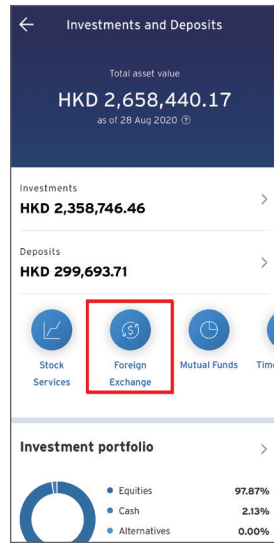 Investments and Deposits
Total asset value
HKD 2,658,440.17
as of 28 Aug 2020
Investments
HKD 2,358,746.46
Deposits
HKD 299,693.71
Stock Services
Foreign Exchange
Mutual Funds
Investment portfolio
Equities 97.87%
Cash 2.13%
Alternatives 0.00%